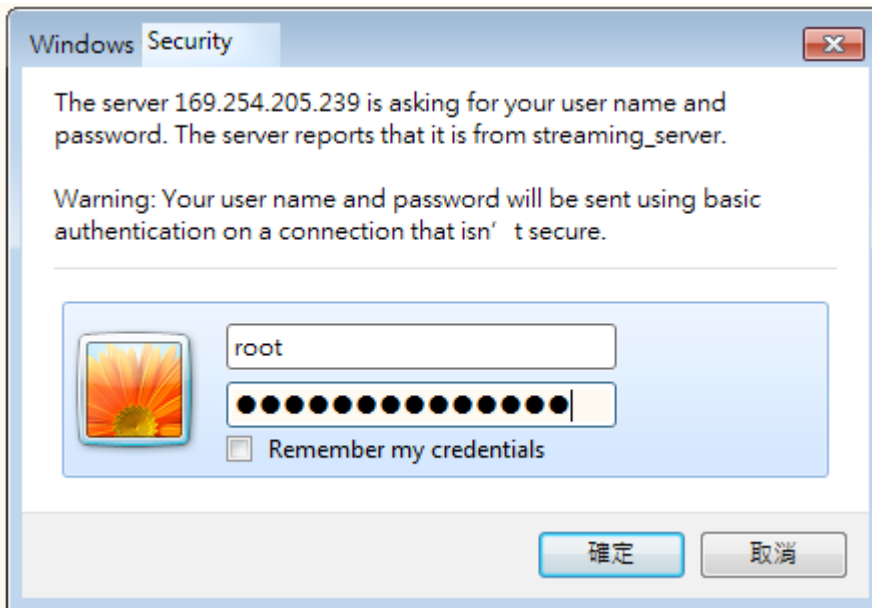 Windows Security
The server 169.254.205.239 is asking for your user name and
password. The server reports that it is from streaming_server.
Warning: Your user name and password will be sent using basic
authentication on a connection that isn’ t secure.
root
●●●●●●●●●●●●●●
Remember my credentials
確定 取消